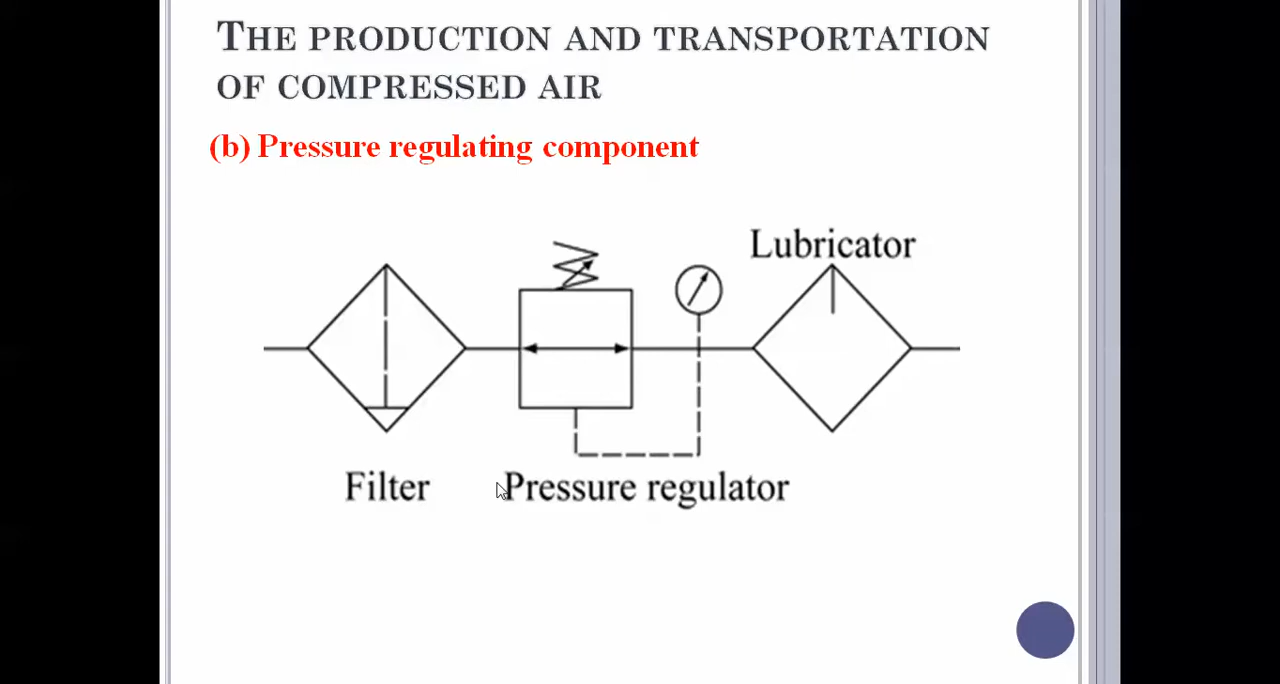 THE PRODUCTION AND TRANSPORTATION
OF COMPRESSED AIR
(b) Pressure regulating component
Lubricator
Filter
Pressure regulator